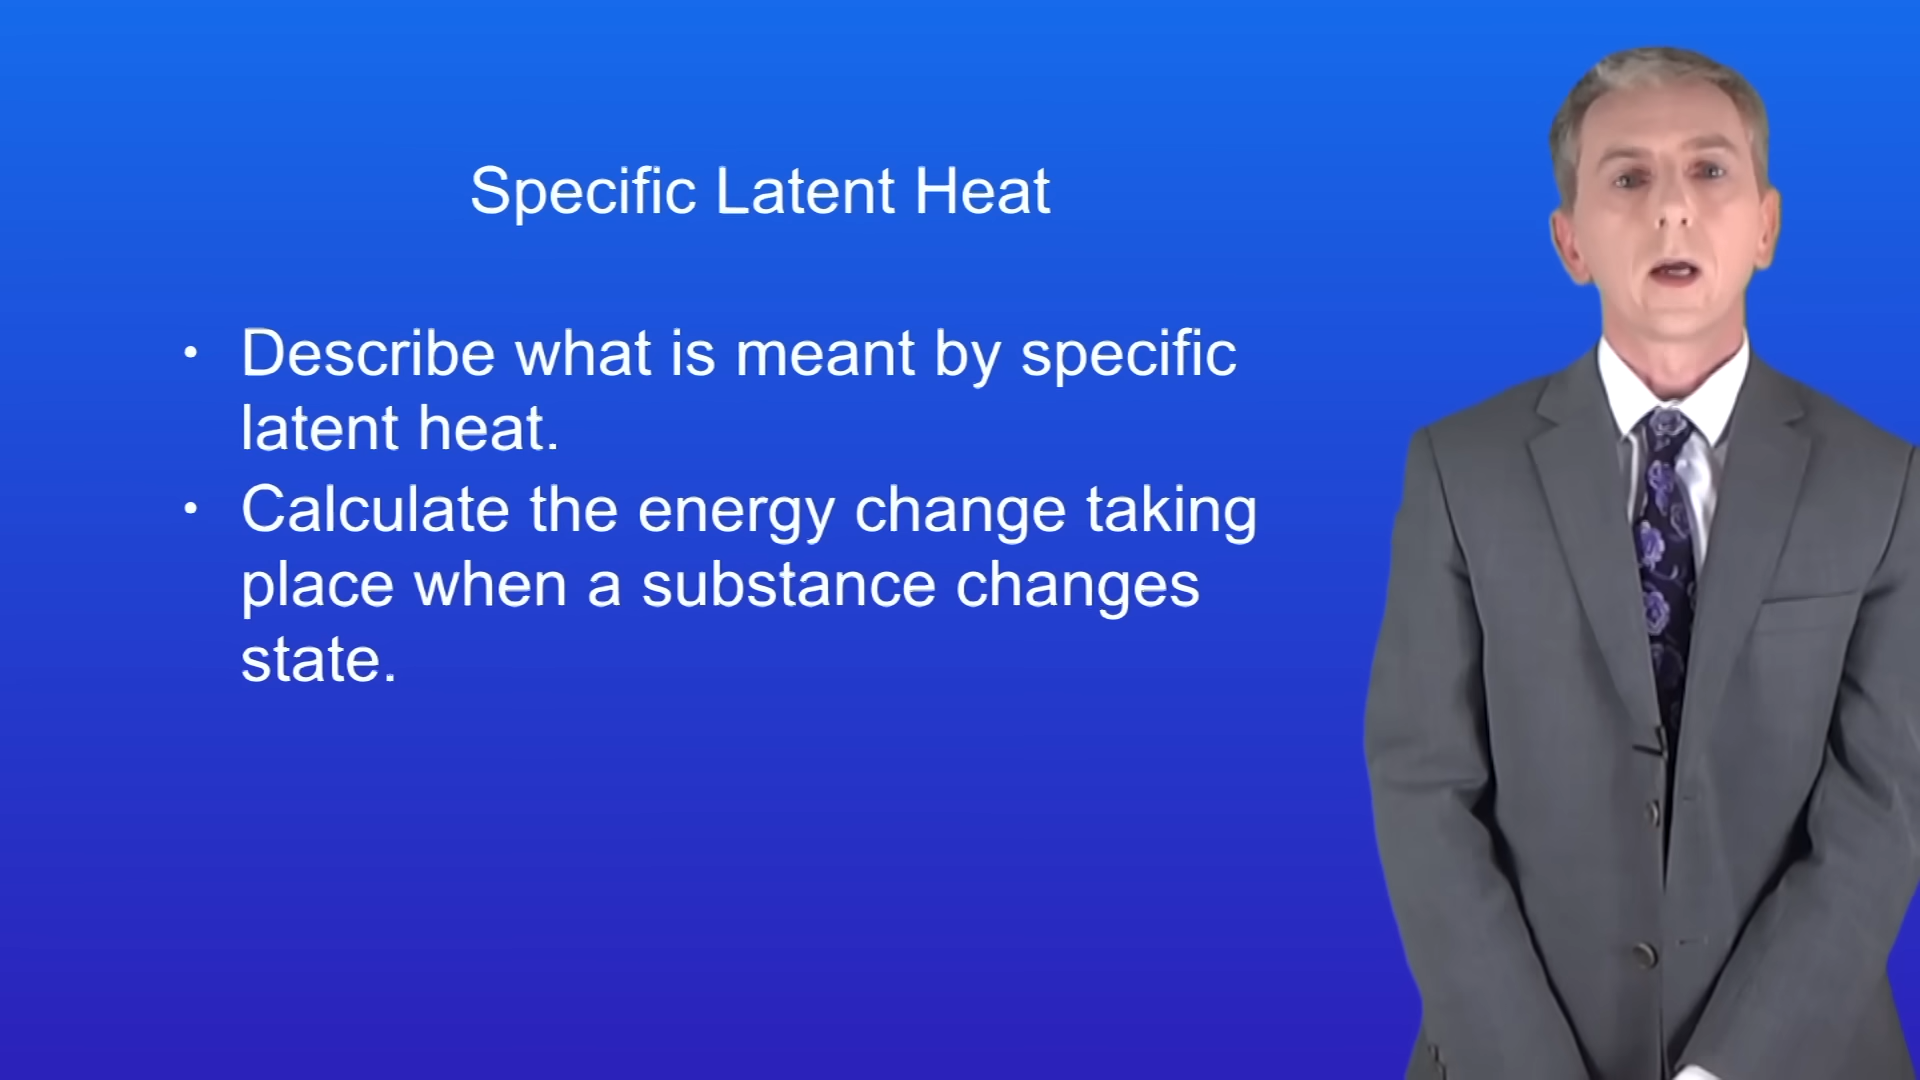 Specific Latent Heat
• Describe what is meant by specific
latent heat.
• Calculate the energy change taking
place when a substance changes
state.